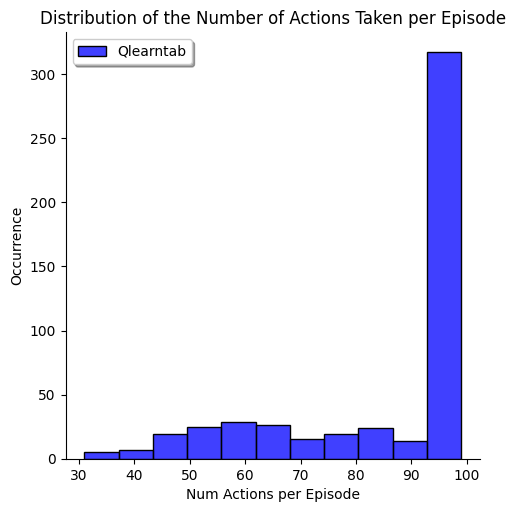 Distribution of the Number of Actions Taken per Episode
Qlearntab
300
250
200
150
100
50
0
Occurrence
30 40 50 60 70 80 90 100
Num Actions per Episode